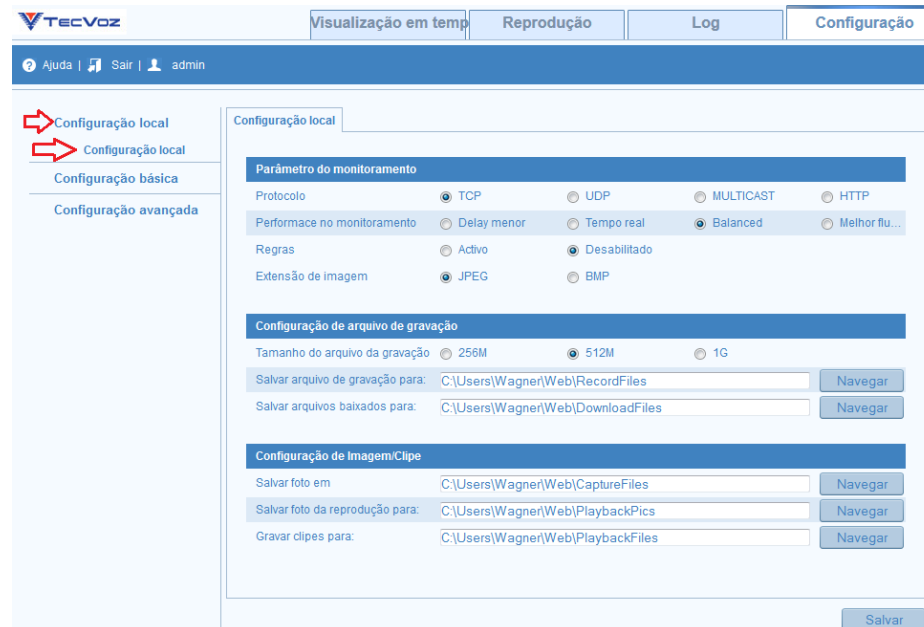 TECVOZ
Visualização em temp Reprodução Log Configuração
Ajuda | Sair | admin
Configuração local
Configuração local
Configuração básica
Configuração avançada
Configuração local
Parâmetro do monitoramento
Protocolo TCP UDP MULTICAST HTTP
Performace no monitoramento Delay menor Tempo real Balanced Melhor flu...
Regras Activo Desabilitado
Extensão de imagem JPEG BMP
Configuração de arquivo de gravação
Tamanho do arquivo da gravação 256M 512M 1G
Salvar arquivo de gravação para: C:\Users\Wagner\Web\RecordFiles Navegar
Salvar arquivos baixados para: C:\Users\Wagner\Web\DownloadFiles Navegar
Configuração de Imagem/Clipe
Salvar foto em C:\Users\Wagner\Web\CaptureFiles Navegar
Salvar foto da reprodução para: C:\Users\Wagner\Web\PlaybackPics Navegar
Gravar clipes para: C:\Users\Wagner\Web\PlaybackFiles Navegar
Salvar